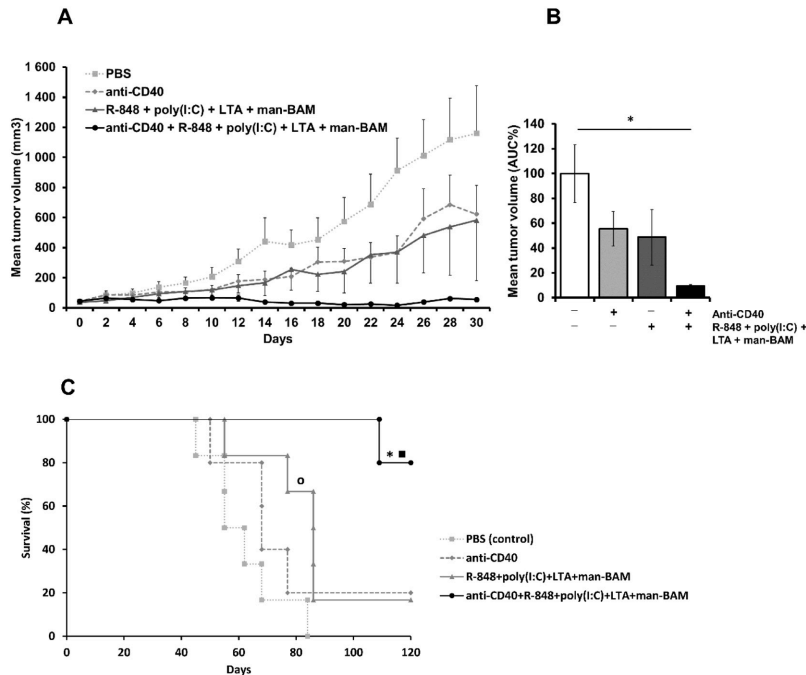 A
PBS
anti-CD40
R-848 + poly(I:C) + LTA + man-BAM
anti-CD40 + R-848 + poly(I:C) + LTA + man-BAM
Mean tumor volume (mm3)
1 600
1 400
1 200
1 000
800
600
400
200
0
0 2 4 6 8 10 12 14 16 18 20 22 24 26 28 30
Days
B
*
Mean tumor volume (AUC%)
140
120
100
80
60
40
20
0
– + – + Anti-CD40
– – + + R-848 + poly(I:C) +
LTA + man-BAM
C
Survival (%)
100
80
60
40
20
0
0 20 40 60 80 100 120
Days
o
* ■
PBS (control)
anti-CD40
R-848+poly(I:C)+LTA+man-BAM
anti-CD40+R-848+poly(I:C)+LTA+man-BAM